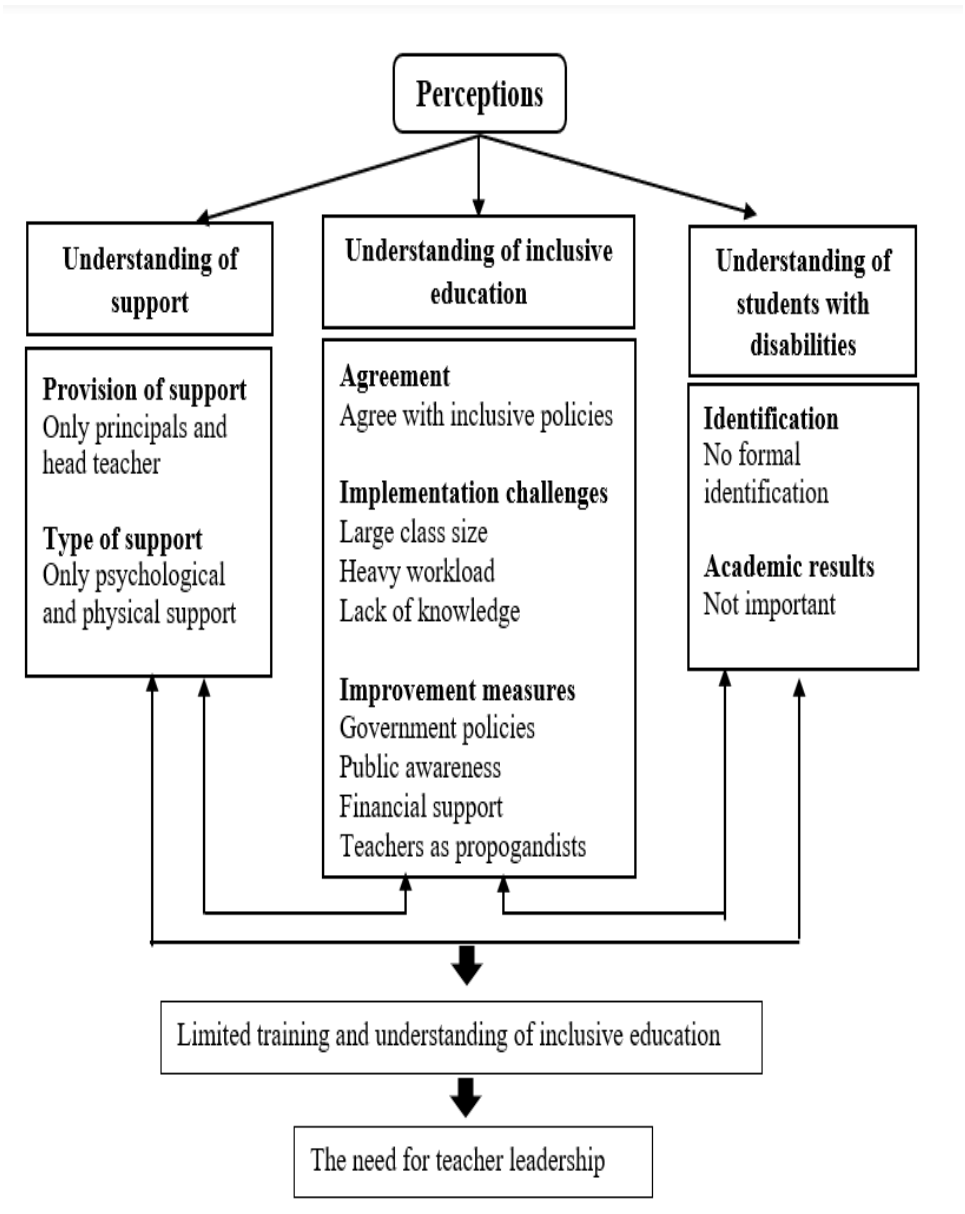 Perceptions
Understanding of
support
Provision of support
Only principals and
head teacher
Type of support
Only psychological
and physical support
Understanding of inclusive
education
Agreement
Agree with inclusive policies
Implementation challenges
Large class size
Heavy workload
Lack of knowledge
Improvement measures
Government policies
Public awareness
Financial support
Teachers as propogandists
Understanding of
students with
disabilities
Identification
No formal
identification
Academic results
Not important
Limited training and understanding of inclusive education
The need for teacher leadership